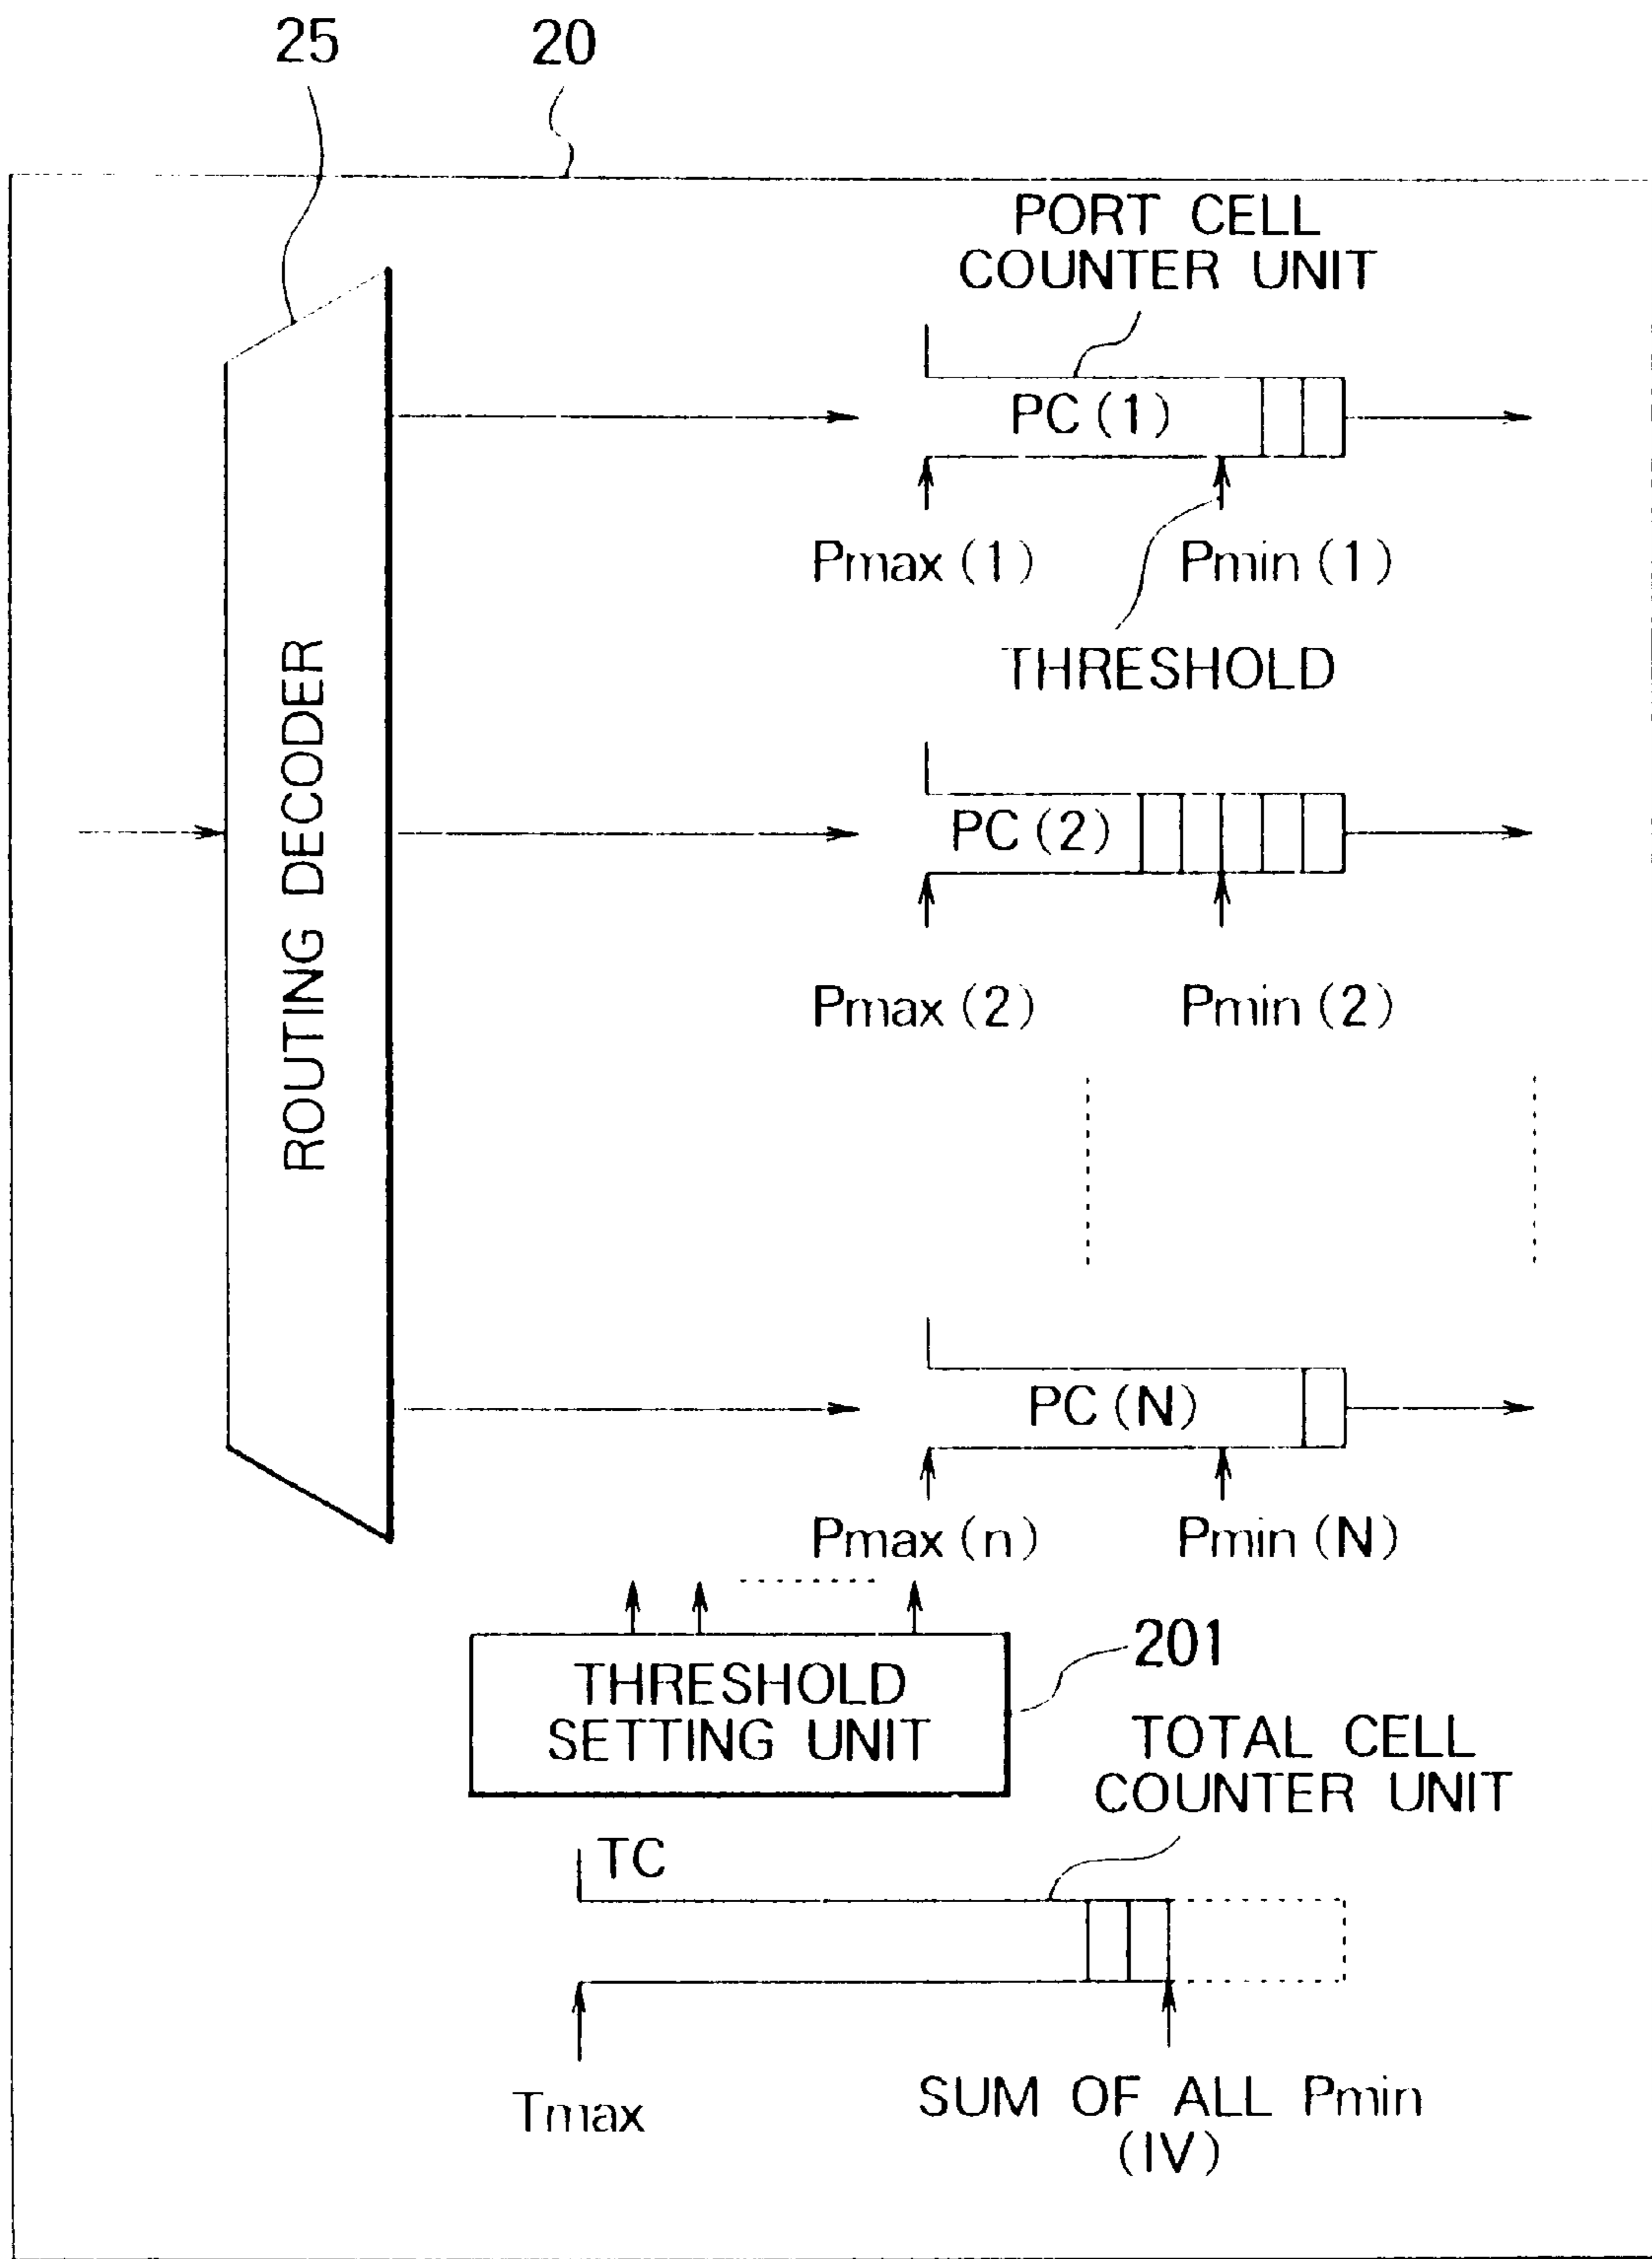 25
20
PORT CELL
COUNTER UNIT
PC (1)
Pmax (1)
Pmin (1)
THRESHOLD
ROUTING DECODER
PC (2)
Pmax (2)
Pmin (2)
PC (N)
Pmax (n)
Pmin (N)
THRESHOLD
SETTING UNIT
201
TOTAL CELL
COUNTER UNIT
TC
Tmax
SUM OF ALL Pmin
(IV)